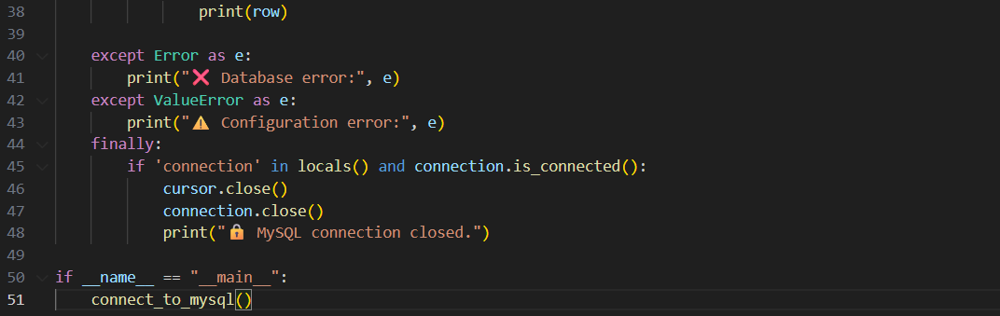 38                 print(row)
39
40     except Error as e:
41         print("❌ Database error:", e)
42     except ValueError as e:
43         print("⚠️ Configuration error:", e)
44     finally:
45         if 'connection' in locals() and connection.is_connected():
46             cursor.close()
47             connection.close()
48             print("🔒 MySQL connection closed.")
49
50 if __name__ == "__main__":
51     connect_to_mysql()